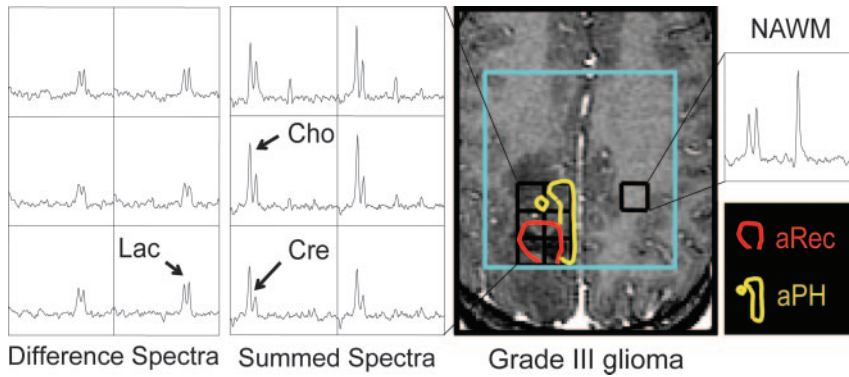 NAWM
Cho
Lac
Cre
aRec
aPH
Difference Spectra
Summed Spectra
Grade III glioma